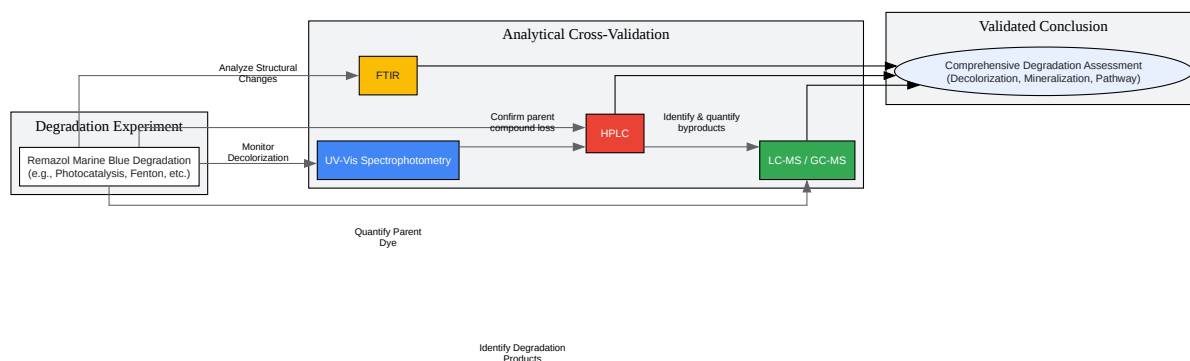 Validated Conclusion
Analytical Cross-Validation
Comprehensive Degradation Assessment
(Decolorization, Mineralization, Pathway)
Analyze Structural
Changes
FTIR
Degradation Experiment
Confirm parent
compound loss
Identify & quantify
byproducts
HPLC
Monitor
Decolorization
Remazol Marine Blue Degradation
(e.g., Photocatalysis, Fenton, etc.)
UV-Vis Spectrophotometry
LC-MS / GC-MS
Quantify Parent
Dye
Identify Degradation
Products